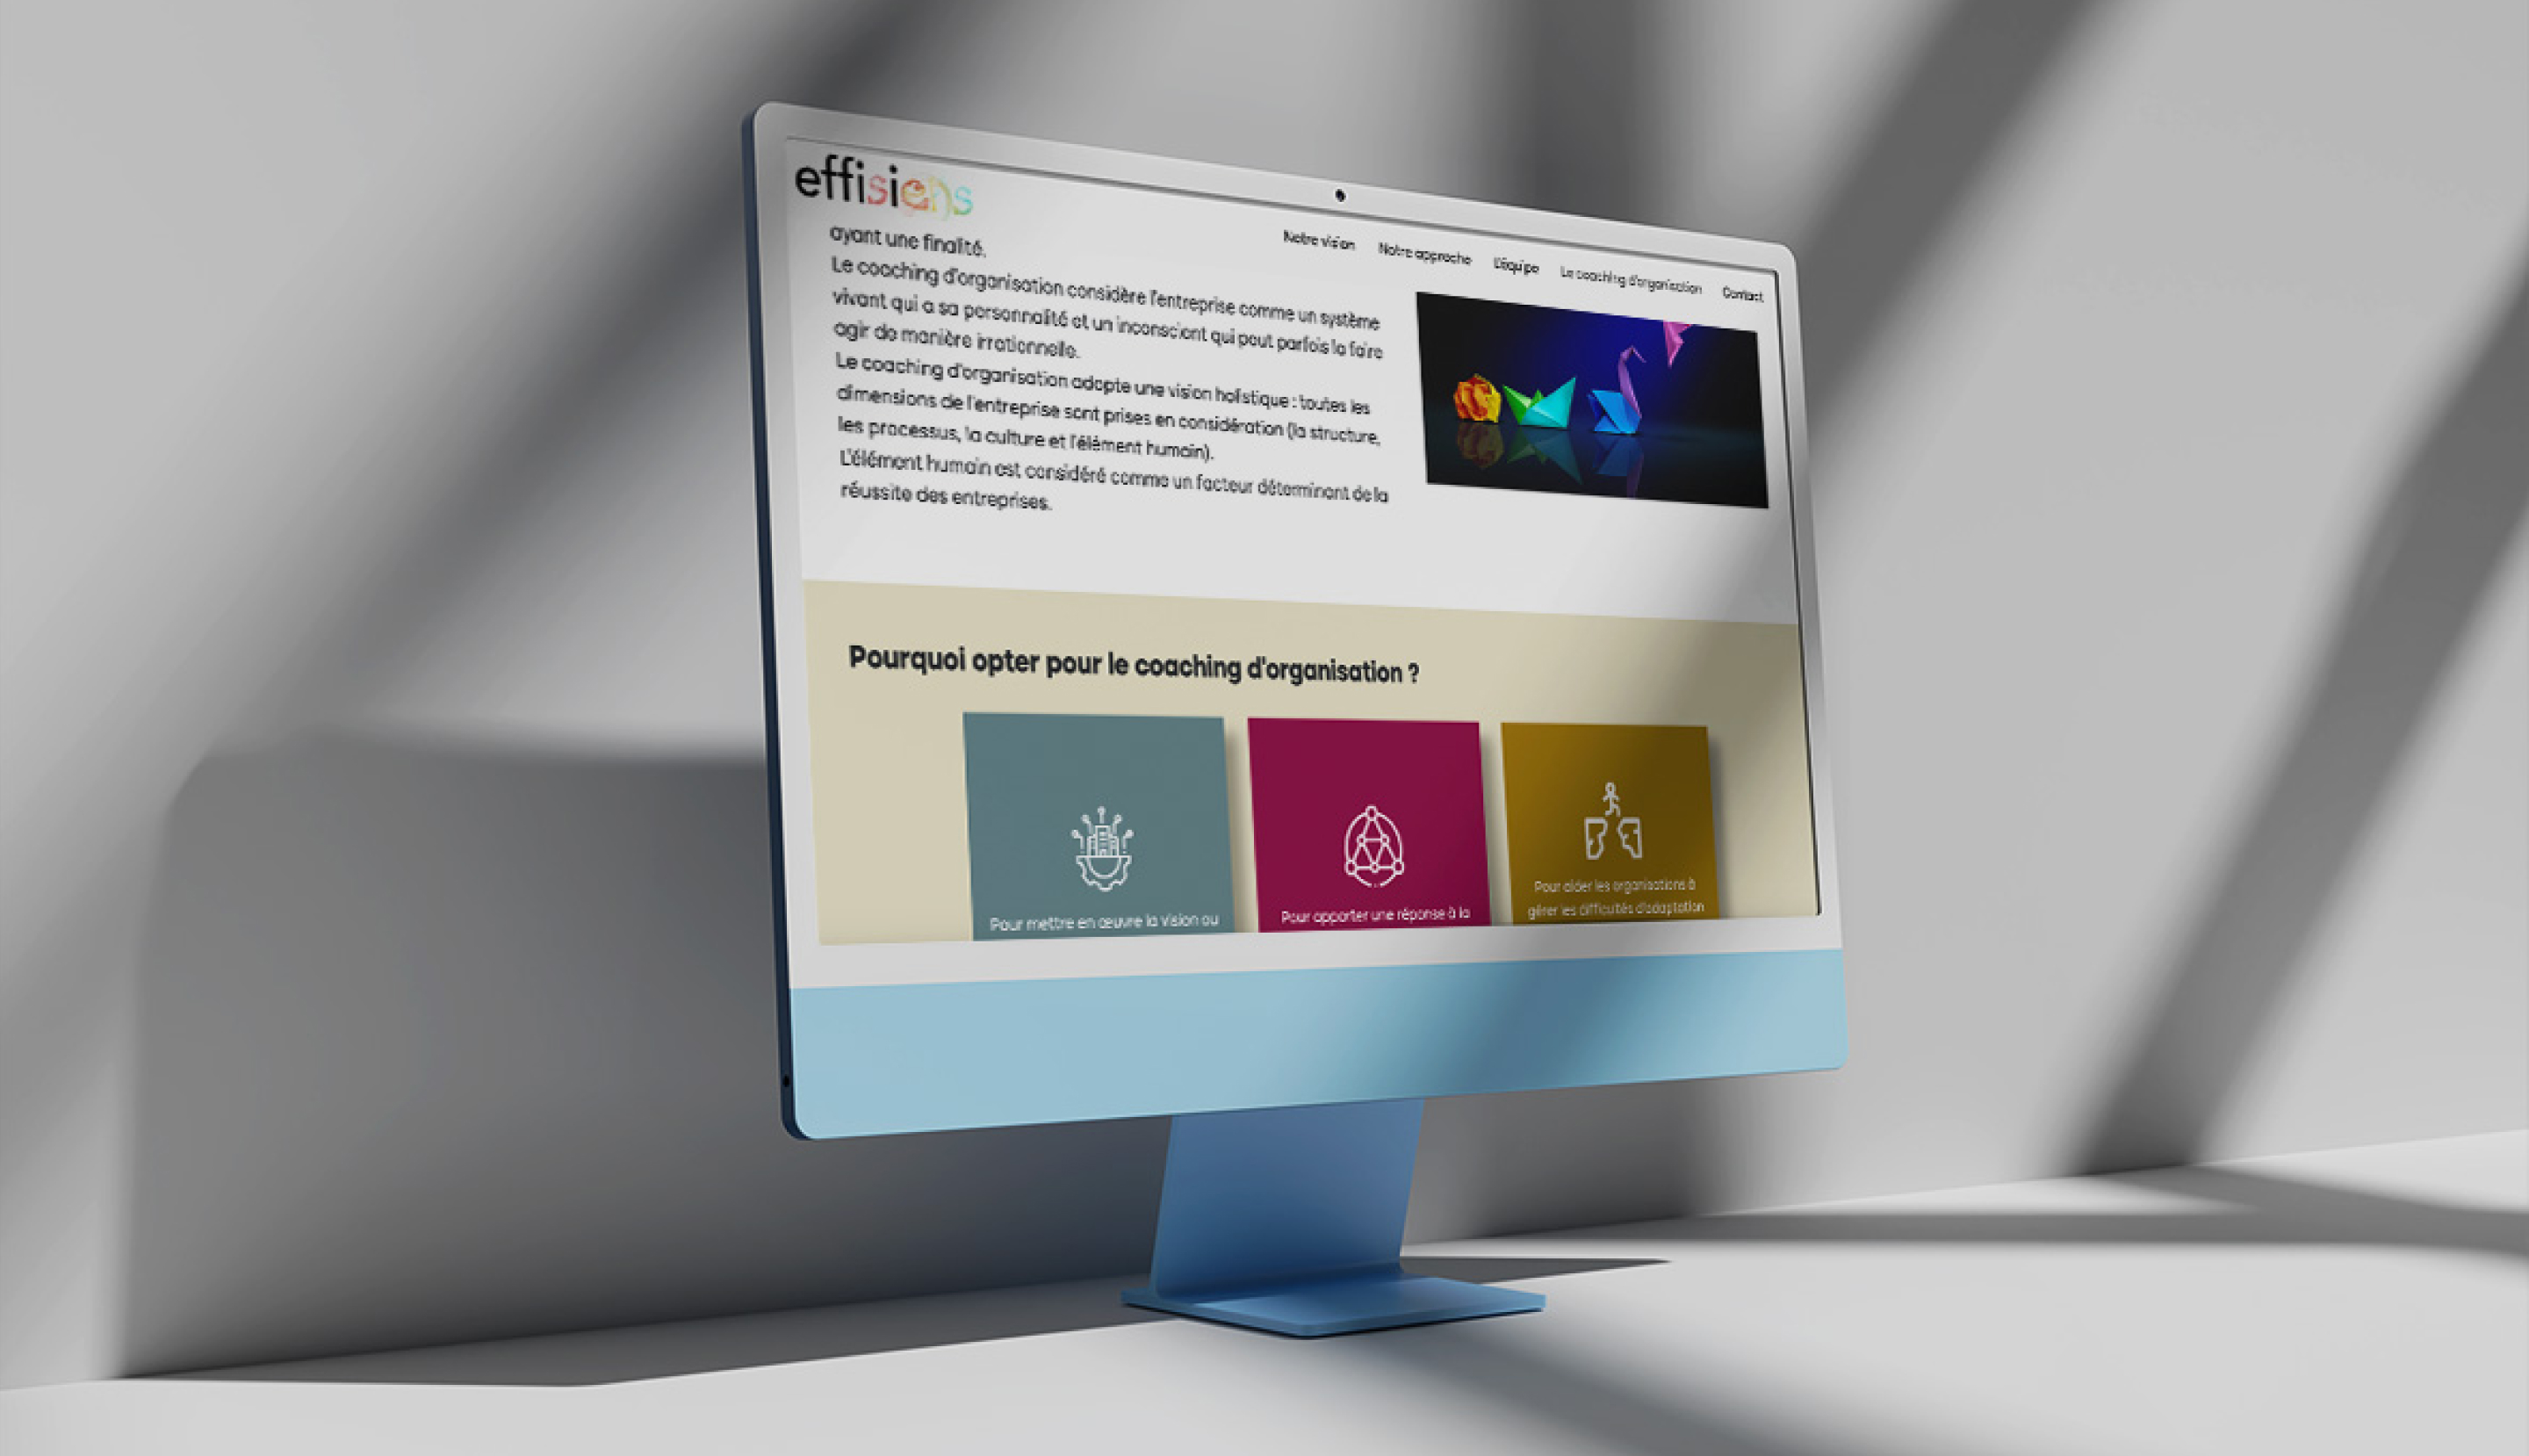 effisiens
Notre vision
Notre approche
L'équipe
Le coaching d'organisation
Contact
ayant une finalité.
Le coaching d'organisation considère l'entreprise comme un système
vivant qui a sa personnalité et un inconscient qui peut parfois la faire
agir de manière irrationnelle.
Le coaching d'organisation adopte une vision holistique : toutes les
dimensions de l'entreprise sont prises en considération (la structure,
les processus, la culture et l'élément humain).
L'élément humain est considéré comme un facteur déterminant de la
réussite des entreprises.
Pourquoi opter pour le coaching d'organisation ?
Pour mettre en œuvre la vision ou
Pour apporter une réponse à la
Pour aider les organisations à
gérer les difficultés d'adaptation